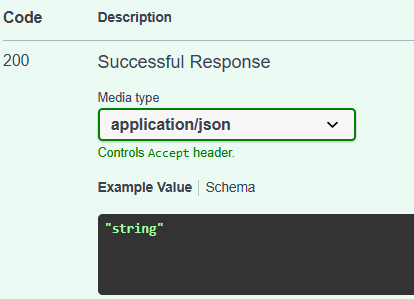 Code Description
200 Successful Response
Media type
application/json
Controls Accept header.
Example Value Schema
"string"